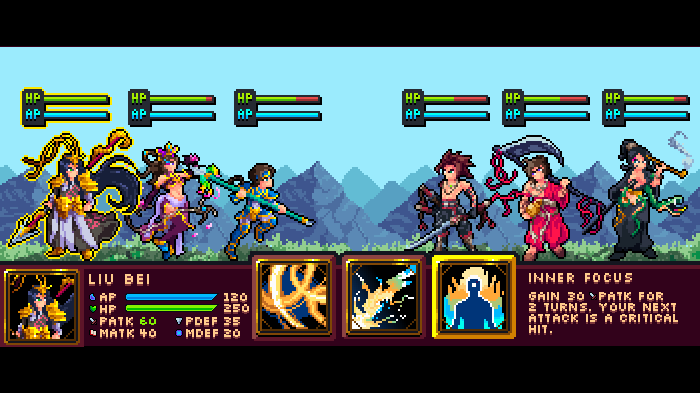 HP
AP
HP
AP
HP
AP
HP
AP
HP
AP
HP
AP
LIU BEI
AP 120
HP 250
PATK 60 PDEF 35
MATK 40 MDEF 20
INNER FOCUS
GAIN 30 PATK FOR
2 TURNS. YOUR NEXT
ATTACK IS A CRITICAL
HIT.